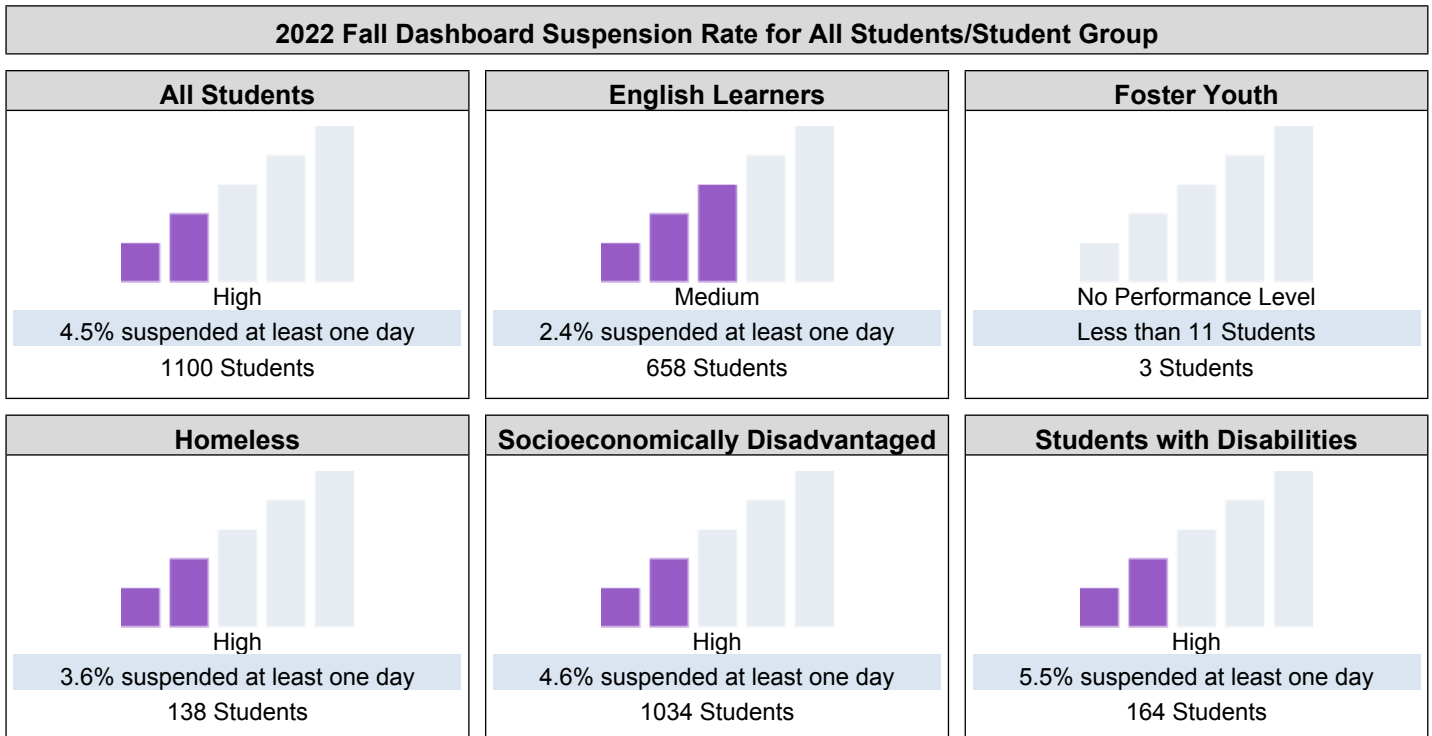 2022 Fall Dashboard Suspension Rate for All Students/Student Group
All Students
High
4.5% suspended at least one day
1100 Students
English Learners
Medium
2.4% suspended at least one day
658 Students
Foster Youth
No Performance Level
Less than 11 Students
3 Students
Homeless
High
3.6% suspended at least one day
138 Students
Socioeconomically Disadvantaged
High
4.6% suspended at least one day
1034 Students
Students with Disabilities
High
5.5% suspended at least one day
164 Students